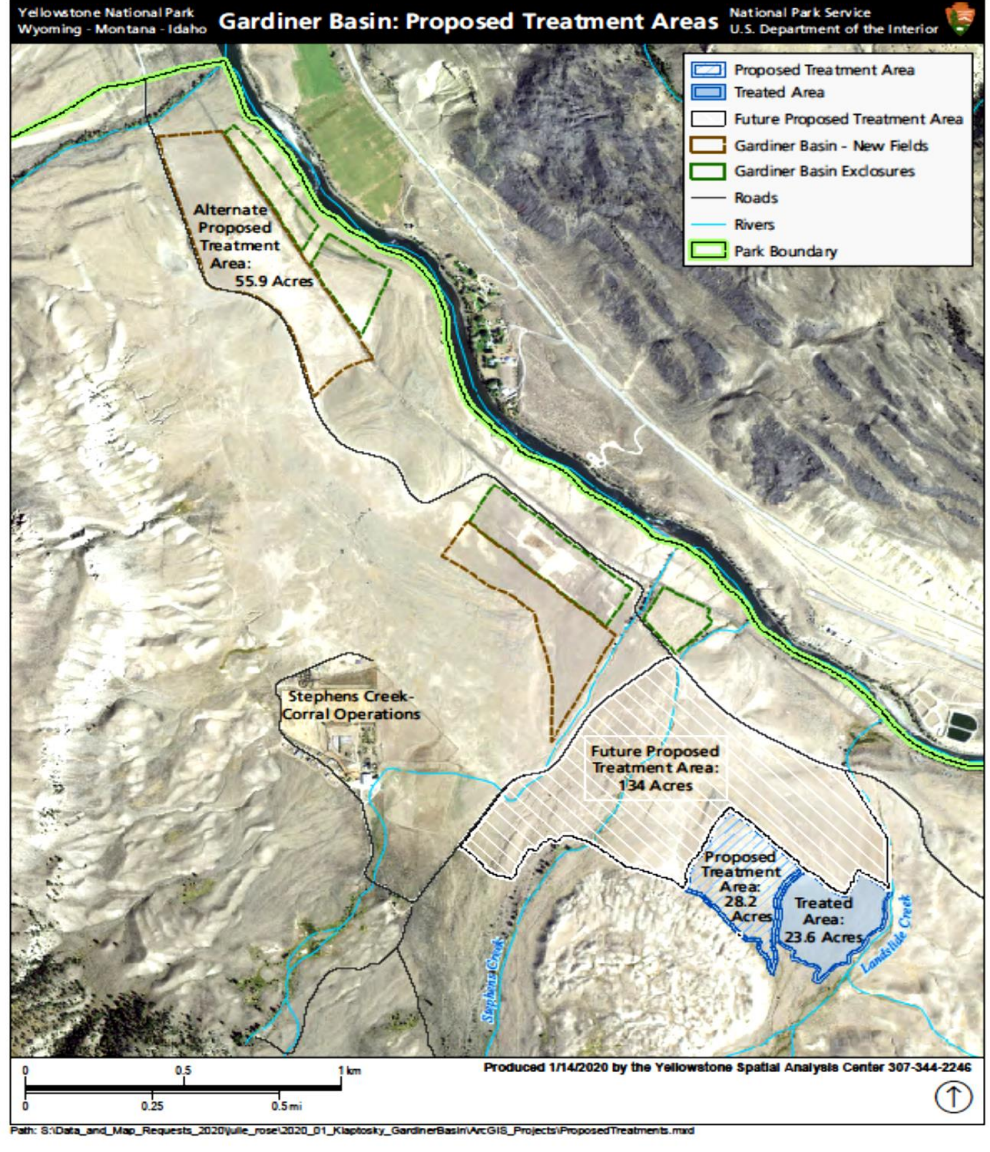 Yellowstone National Park
Wyoming - Montana - Idaho
Gardiner Basin: Proposed Treatment Areas
National Park Service
U.S. Department of the Interior
Proposed Treatment Area
Treated Area
Future Proposed Treatment Area
Gardiner Basin - New Fields
Gardiner Basin Exclosures
Roads
Rivers
Park Boundary
Alternate
Proposed
Treatment
Area:
55.9 Acres
Stephens Creek-
Corral Operations
Future Proposed
Treatment Area:
134 Acres
Proposed
Treatment
Area:
28.2
Acres
Treated
Area:
23.6 Acres
Landslide Creek
Stephens Creek
0 0.5 1 km
0 0.25 0.5 mi
Produced 1/14/2020 by the Yellowstone Spatial Analysis Center 307-344-2246
Path: S:\Data_and_Map_Requests_2020\julie_rose\2020_01_Klaptosky_GardinerBasin\ArcGIS_Projects\ProposedTreatments.mxd